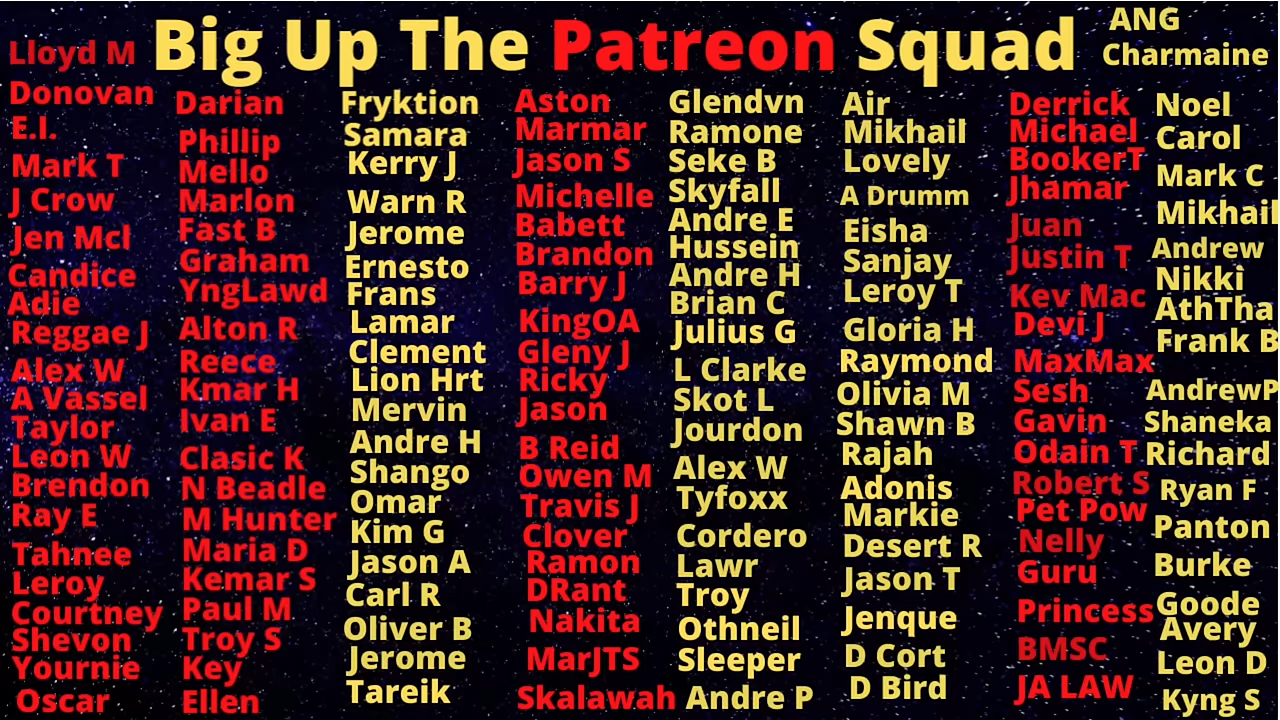 Big Up The Patreon Squad
Lloyd M
Donovan
E.I.
Mark T
J Crow
Jen Mcl
Candice
Adie
Reggae J
Alex W
A Vassel
Taylor
Leon W
Brendon
Ray E
Tahnee
Leroy
Courtney
Shevon
Yournie
Oscar
Darian
Phillip
Mello
Marlon
Fast B
Graham
YngLawd
Alton R
Reece
Kmar H
Ivan E
Clasic K
N Beadle
M Hunter
Maria D
Kemar S
Paul M
Troy S
Key
Ellen
Fryktion
Samara
Kerry J
Warn R
Jerome
Ernesto
Frans
Lamar
Clement
Lion Hrt
Mervin
Andre H
Shango
Omar
Kim G
Jason A
Carl R
Oliver B
Jerome
Tareik
Aston
Marmar
Jason S
Michelle
Babett
Brandon
Barry J
KingOA
Gleny J
Ricky
Jason
B Reid
Owen M
Travis J
Clover
Ramon
DRant
Nakita
MarJTS
Skalawah
Glendvn
Ramone
Seke B
Skyfall
Andre E
Hussein
Andre H
Brian C
Julius G
L Clarke
Skot L
Jourdon
Alex W
Tyfoxx
Cordero
Lawr
Troy
Othneil
Sleeper
Andre P
Air
Mikhail
Lovely
A Drumm
Eisha
Sanjay
Leroy T
Gloria H
Raymond
Olivia M
Shawn B
Rajah
Adonis
Markie
Desert R
Jason T
Jenque
D Cort
D Bird
Derrick
Michael
BookerT
Jhamar
Juan
Justin T
Kev Mac
Devi J
MaxMax
Sesh
Gavin
Odain T
Robert S
Pet Pow
Nelly
Guru
Princess
BMSC
JA LAW
ANG
Charmaine
Noel
Carol
Mark C
Mikhail
Andrew
Nikki
AthTha
Frank B
AndrewP
Shaneka
Richard
Ryan F
Panton
Burke
Goode
Avery
Leon D
Kyng S